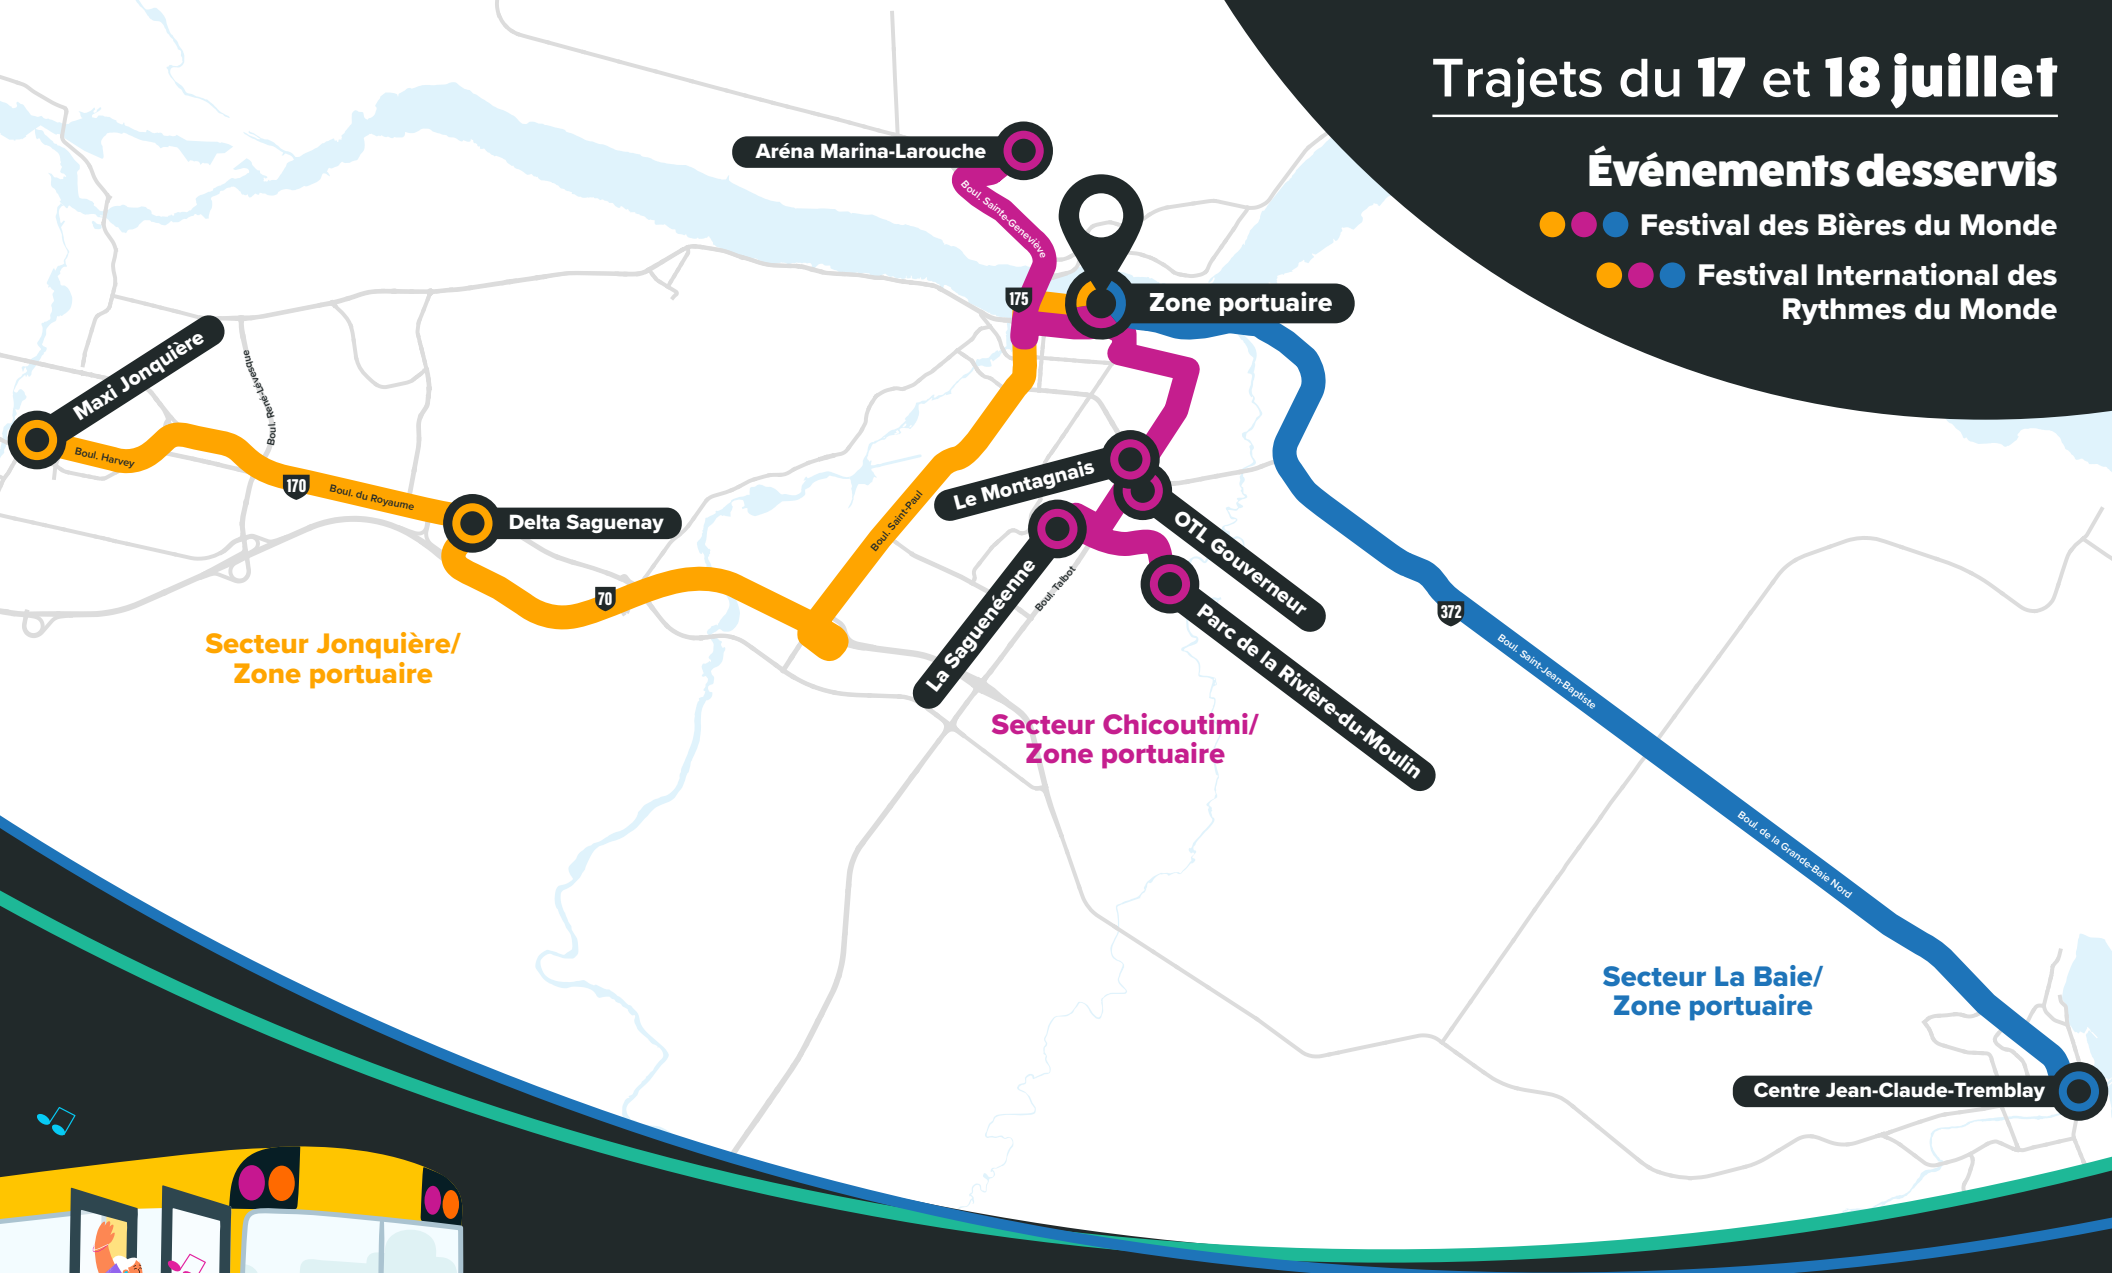 Trajets du 17 et 18 juillet
Événements desservis
Festival des Bières du Monde
Festival International des
Rythmes du Monde
Aréna Marina-Larouche
Boul. Sainte-Geneviève
175
Zone portuaire
Maxi Jonquière
Boul. René-Lévesque
Boul. Harvey
170
Boul. du Royaume
Delta Saguenay
Boul. Saint-Paul
70
Secteur Jonquière/
Zone portuaire
Le Montagnais
OTL Gouverneur
La Saguenéenne
Boul. Talbot
Parc de la Rivière-du-Moulin
Secteur Chicoutimi/
Zone portuaire
372
Boul. Saint-Jean-Baptiste
Boul. de la Grande-Baie Nord
Secteur La Baie/
Zone portuaire
Centre Jean-Claude-Tremblay